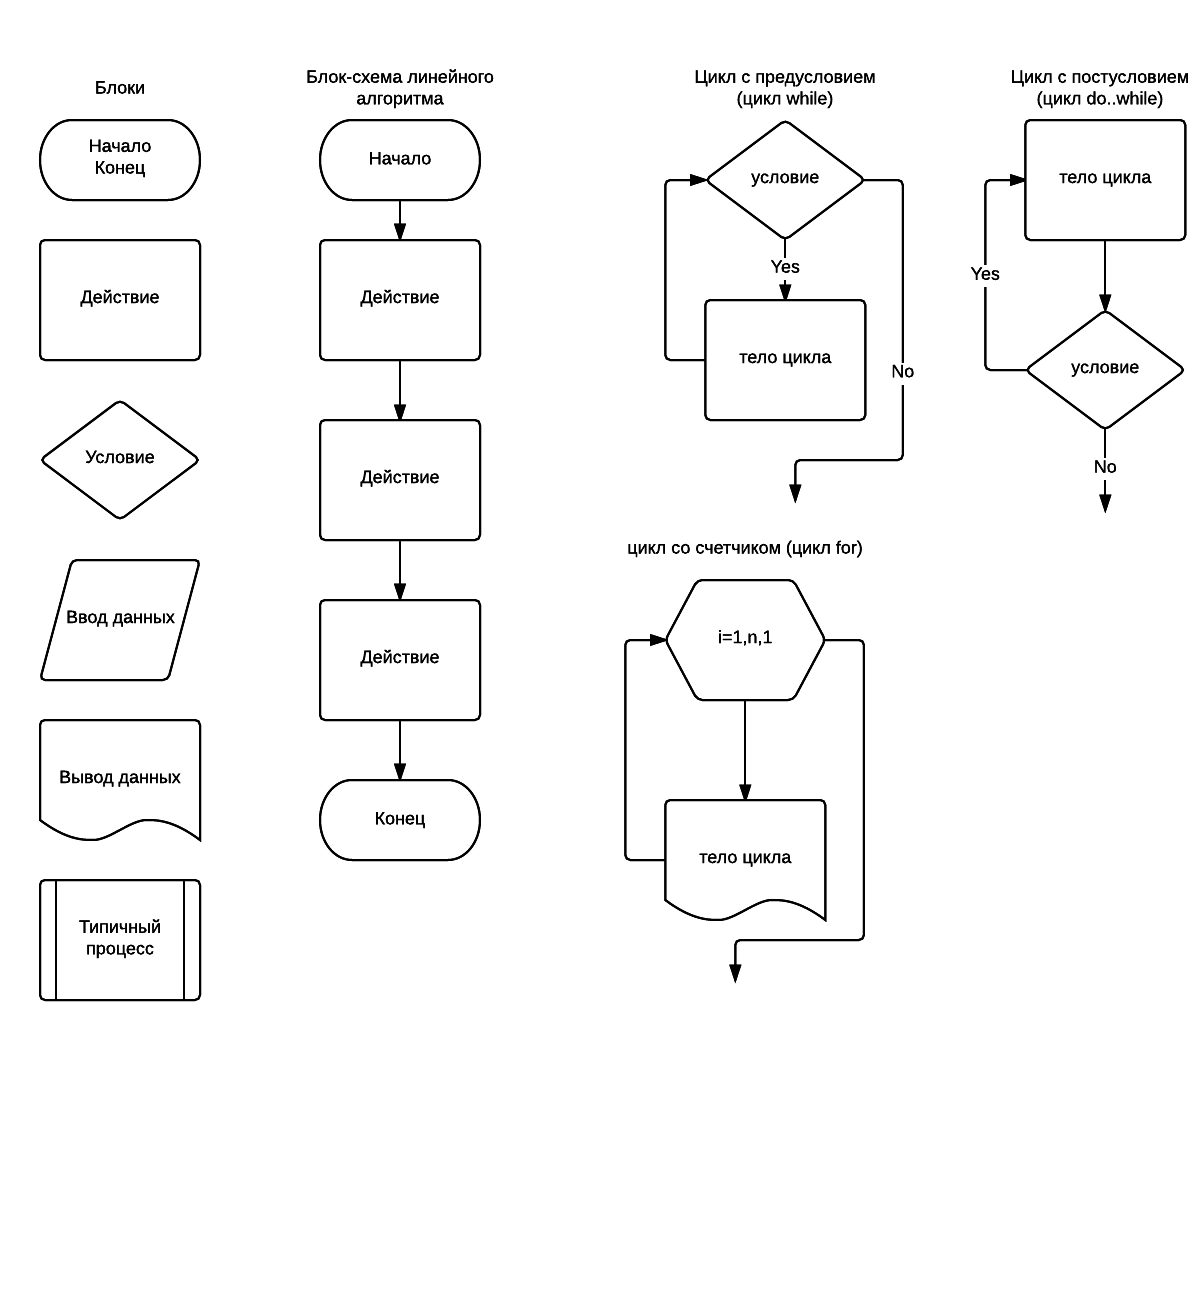 Блоки
Начало
Конец
Действие
Условие
Ввод данных
Вывод данных
Типичный
процесс
Блок-схема линейного
алгоритма
Начало
Действие
Действие
Действие
Конец
Цикл с предусловием
(цикл while)
условие
Yes
тело цикла
No
Цикл с постусловием
(цикл do..while)
тело цикла
Yes
условие
No
цикл со счетчиком (цикл for)
i=1,n,1
тело цикла